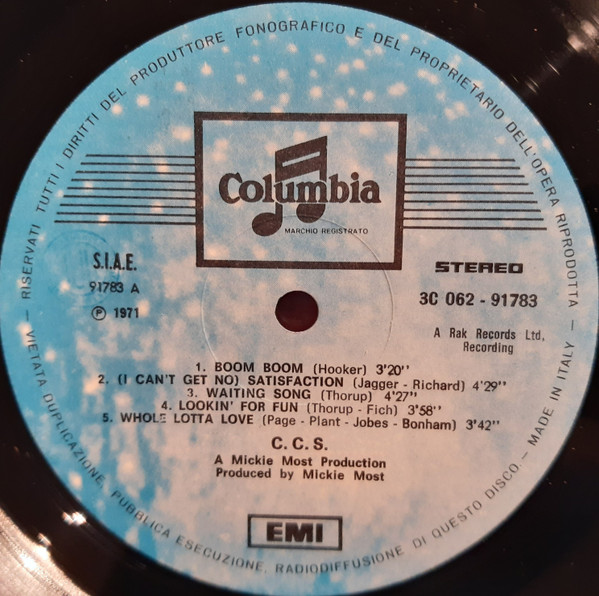 RISERVATI TUTTI I DIRITTI DEL PRODUTTORE FONOGRAFICO E DEL PROPRIETARIO DELL'OPERA RIPRODOTTA — MADE IN ITALY —
VIETATA DUPLICAZIONE, PUBBLICA ESECUZIONE, RADIODIFFUSIONE DI QUESTO DISCO. —
Columbia
MARCHIO REGISTRATO
S.I.A.E.
91783 A
Ⓟ 1971
STEREO
3C 062 - 91783
A Rak Records Ltd,
Recording
1. BOOM BOOM (Hooker) 3'20''
2. (I CAN'T GET NO) SATISFACTION (Jagger - Richard) 4'29''
3. WAITING SONG (Thorup) 4'27''
4. LOOKIN' FOR FUN (Thorup - Fich) 3'58''
5. WHOLE LOTTA LOVE (Page - Plant - Jobes - Bonham) 3'42''
C. C. S.
A Mickie Most Production
Produced by Mickie Most
EMI